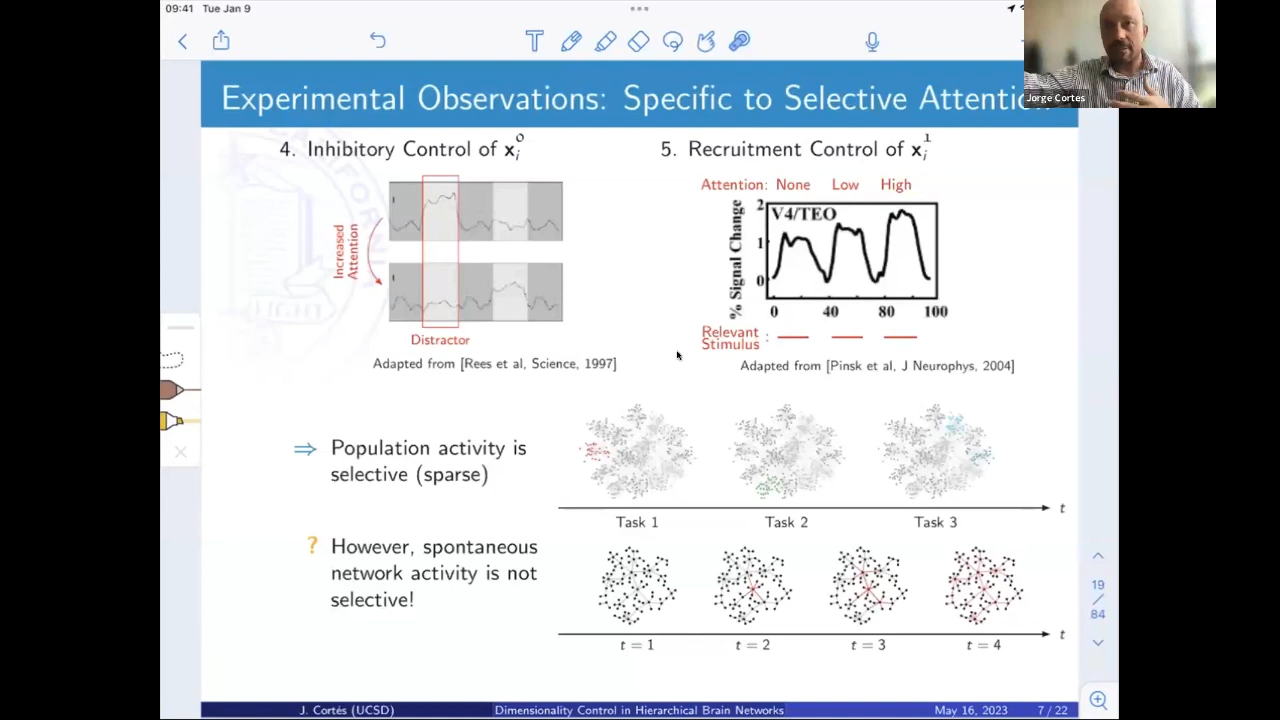 09:41 Tue Jan 9
Jorge Cortes
Experimental Observations: Specific to Selective
4. Inhibitory Control of x_i^0
5. Recruitment Control of x_i^1
Increased
Attention
Distractor
Adapted from [Rees et al, Science, 1997]
Attention: None Low High
V4/TEO
% Signal Change
2
1
0
0 40 80 100
Relevant
Stimulus :
Adapted from [Pinsk et al, J Neurophys, 2004]
⇒ Population activity is
selective (sparse)
t
Task 1 Task 2 Task 3
? However, spontaneous
network activity is not
selective!
t
t = 1 t = 2 t = 3 t = 4
19
/
84
J. Cortés (UCSD) Dimensionality Control in Hierarchical Brain Networks May 16, 2023 7 / 22